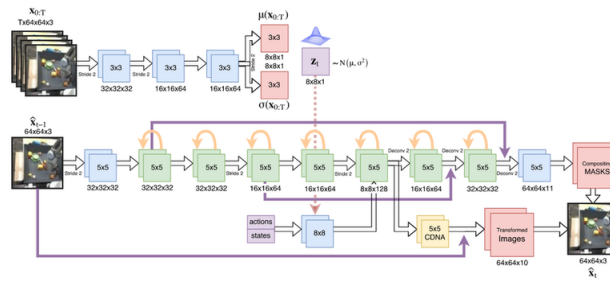 x0:T
Tx64x64x3
Stride 2
3x3
32x32x32
3x3
16x16x64
3x3
16x16x64
Stride 2
μ(x0:T)
3x3
8x8x1
8x8x1
3x3
σ(x0:T)
zt
~N(μ, σ²)
8x8x1
x̂t−1
64x64x3
Stride 2
5x5
32x32x32
5x5
32x32x32
5x5
32x32x32
Stride 2
5x5
16x16x64
5x5
16x16x64
Stride 2
5x5
8x8x128
Deconv 2
5x5
16x16x64
Deconv 2
5x5
32x32x32
Deconv 2
5x5
64x64x11
Compositing
MASKS
actions
states
8x8
5x5
CDNA
Transformed
Images
64x64x10
64x64x3
x̂t